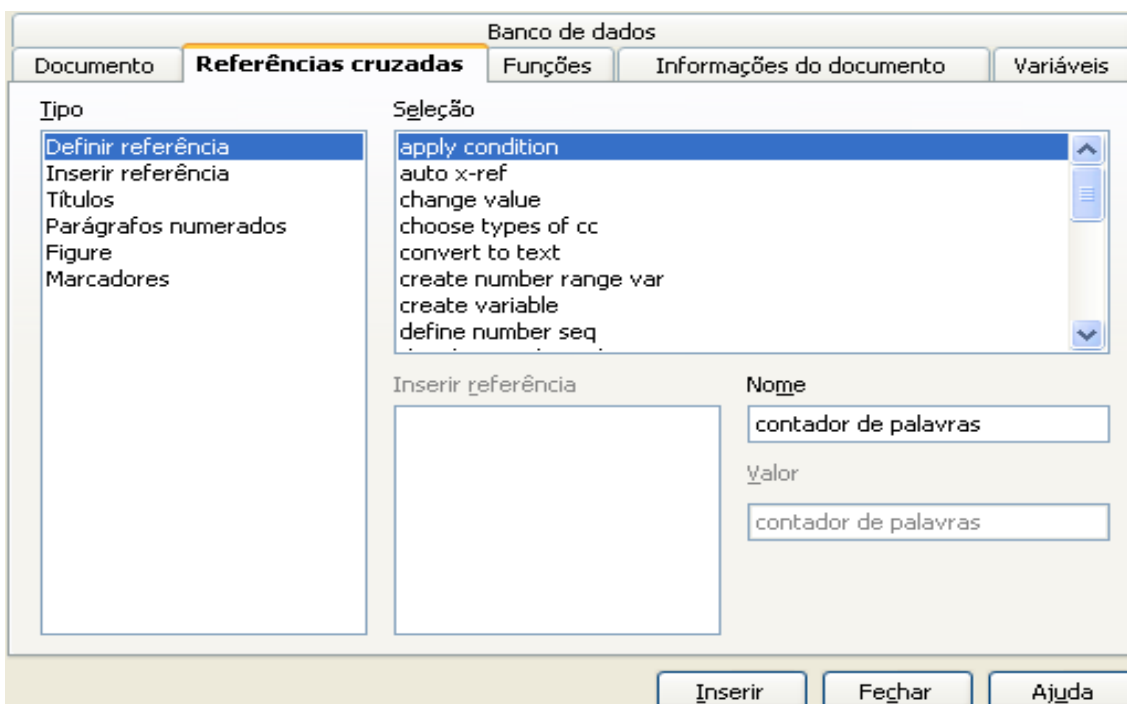 Banco de dados
Documento
Referências cruzadas
Funções
Informações do documento
Variáveis
Tipo
Definir referência
Inserir referência
Títulos
Parágrafos numerados
Figure
Marcadores
Seleção
apply condition
auto x-ref
change value
choose types of cc
convert to text
create number range var
create variable
define number seq
Inserir referência
Nome
contador de palavras
Valor
contador de palavras
Inserir
Fechar
Ajuda